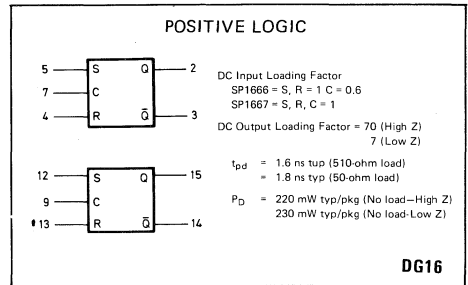 POSITIVE LOGIC
5 S Q 2
7 C
4 R Q̅ 3
DC Input Loading Factor
SP1666 = S, R = 1 C = 0.6
SP1667 = S, R, C = 1
DC Output Loading Factor = 70 (High Z)
7 (Low Z)
12 S Q 15
9 C
13 R Q̅ 14
tpd = 1.6 ns tup (510-ohm load)
= 1.8 ns typ (50-ohm load)
PD = 220 mW typ/pkg (No load—High Z)
230 mW typ/pkg (No load-Low Z)
DG16